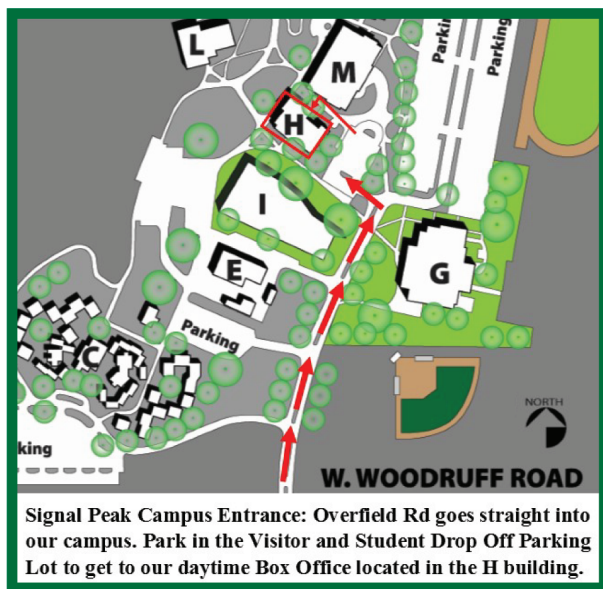 L
M
Parking
Parking
H
I
E
G
Parking
C
king
NORTH
W. WOODRUFF ROAD
Signal Peak Campus Entrance: Overfield Rd goes straight into
our campus. Park in the Visitor and Student Drop Off Parking
Lot to get to our daytime Box Office located in the H building.